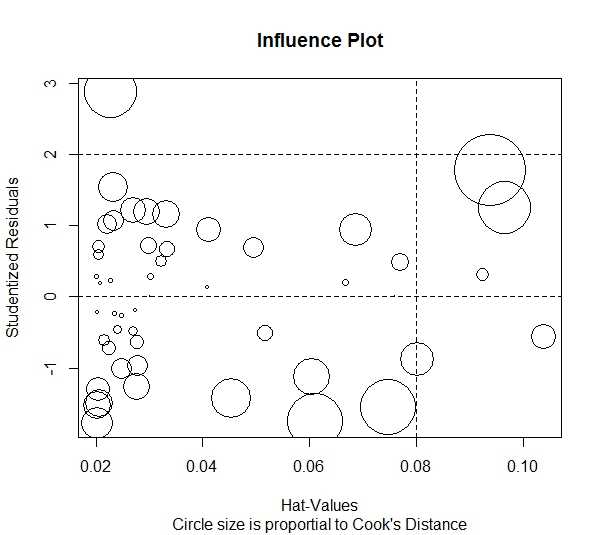 Influence Plot
Studentized Residuals
3
2
1
0
-1
0.02 0.04 0.06 0.08 0.10
Hat-Values
Circle size is proportial to Cook's Distance